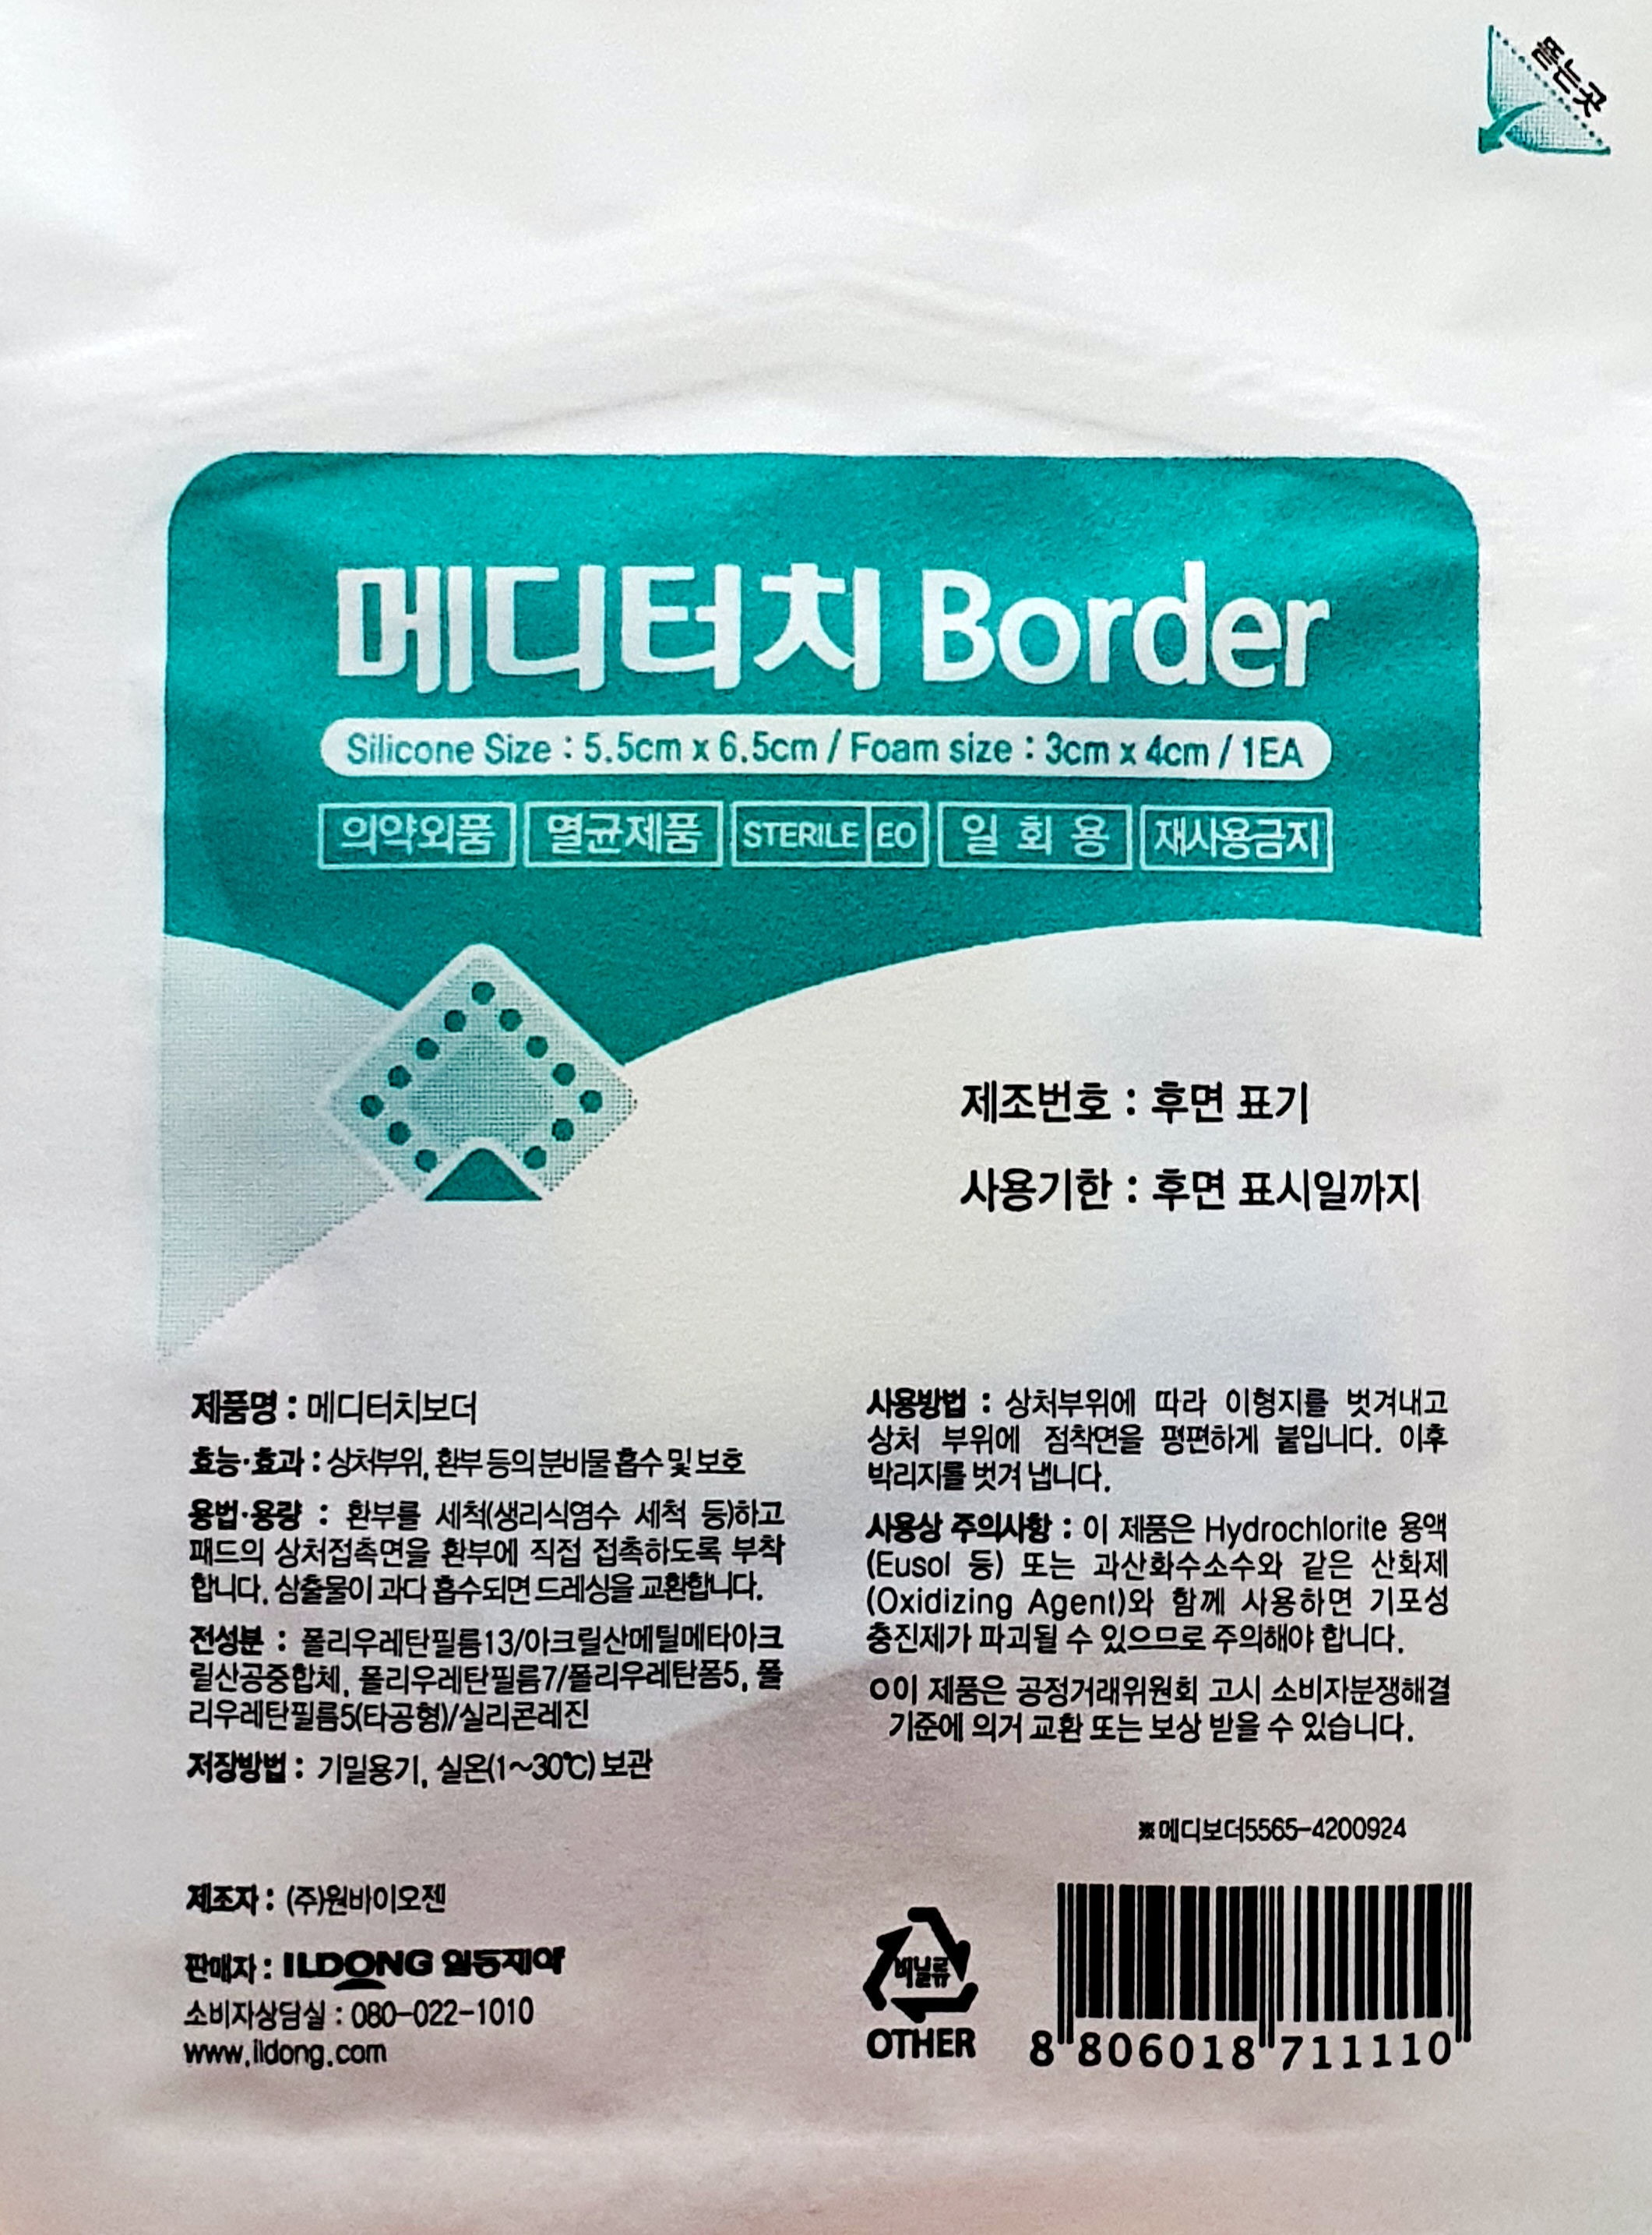 뜯는곳
메디터치 Border
Silicone Size : 5.5cm x 6.5cm / Foam size : 3cm x 4cm / 1EA
의약외품 멸균제품 STERILE EO 일 회 용 재사용금지
제조번호 : 후면 표기
사용기한 : 후면 표시일까지
제품명 : 메디터치보더
효능·효과 : 상처부위, 환부 등의 분비물 흡수 및 보호
용법·용량 : 환부를 세척(생리식염수 세척 등)하고
패드의 상처접촉면을 환부에 직접 접촉하도록 부착
합니다. 삼출물이 과다 흡수되면 드레싱을 교환합니다.
전성분 : 폴리우레탄필름13/아크릴산메틸메타아크
릴산공중합체, 폴리우레탄필름7/폴리우레탄폼5, 폴
리우레탄필름5(타공형)/실리콘레진
저장방법 : 기밀용기, 실온(1~30℃) 보관
제조자 : (주)원바이오젠
판매자 : ILDONG 일동제약
소비자상담실 : 080-022-1010
www.ildong.com
사용방법 : 상처부위에 따라 이형지를 벗겨내고
상처 부위에 점착면을 평편하게 붙입니다. 이후
박리지를 벗겨 냅니다.
사용상 주의사항 : 이 제품은 Hydrochlorite 용액
(Eusol 등) 또는 과산화수소수와 같은 산화제
(Oxidizing Agent)와 함께 사용하면 기포성
충진제가 파괴될 수 있으므로 주의해야 합니다.
○이 제품은 공정거래위원회 고시 소비자분쟁해결
기준에 의거 교환 또는 보상 받을 수 있습니다.
※메디보더5565-4200924
비닐류
OTHER
8 806018 711110